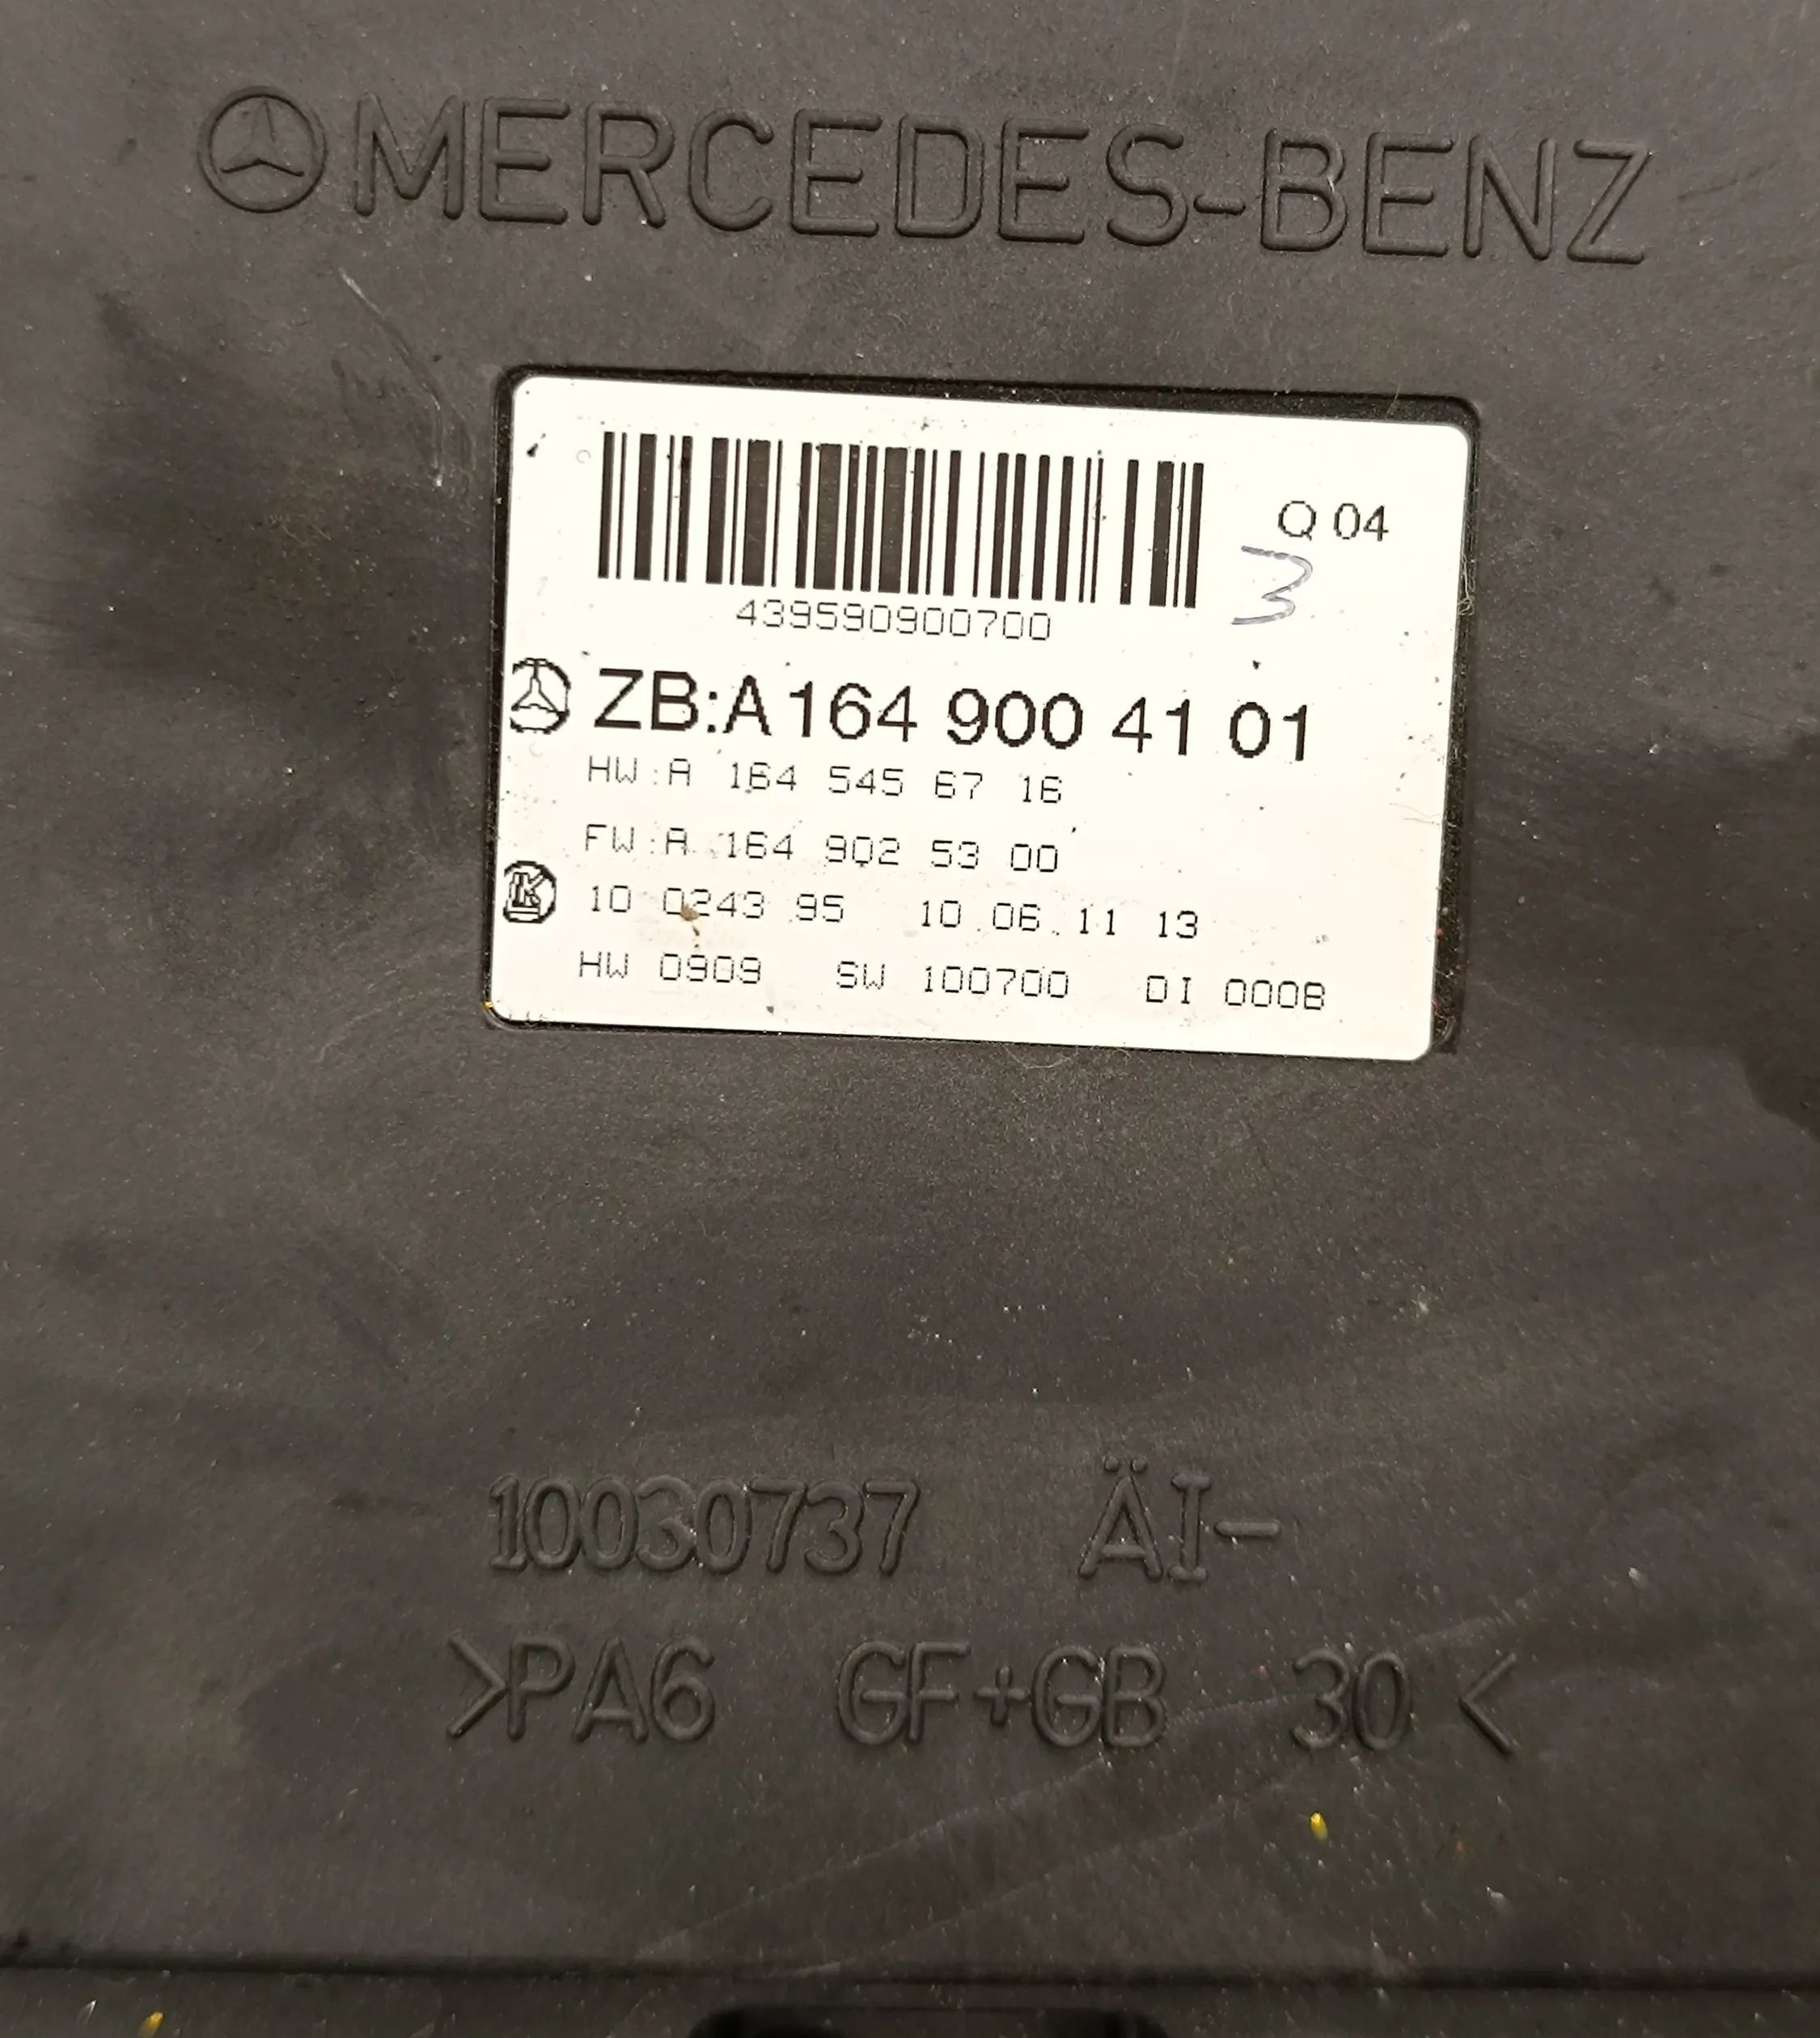 MERCEDES-BENZ
Q 04
3
439590900700
ZB:A 164 900 41 01
HW:A 164 545 67 16
FW:A 164 902 53 00
LK
10 0243 95 10.06.11 13
HW 0909 SW 100700 DI 0008
10030737 ÄI-
>PA6 GF+GB 30<